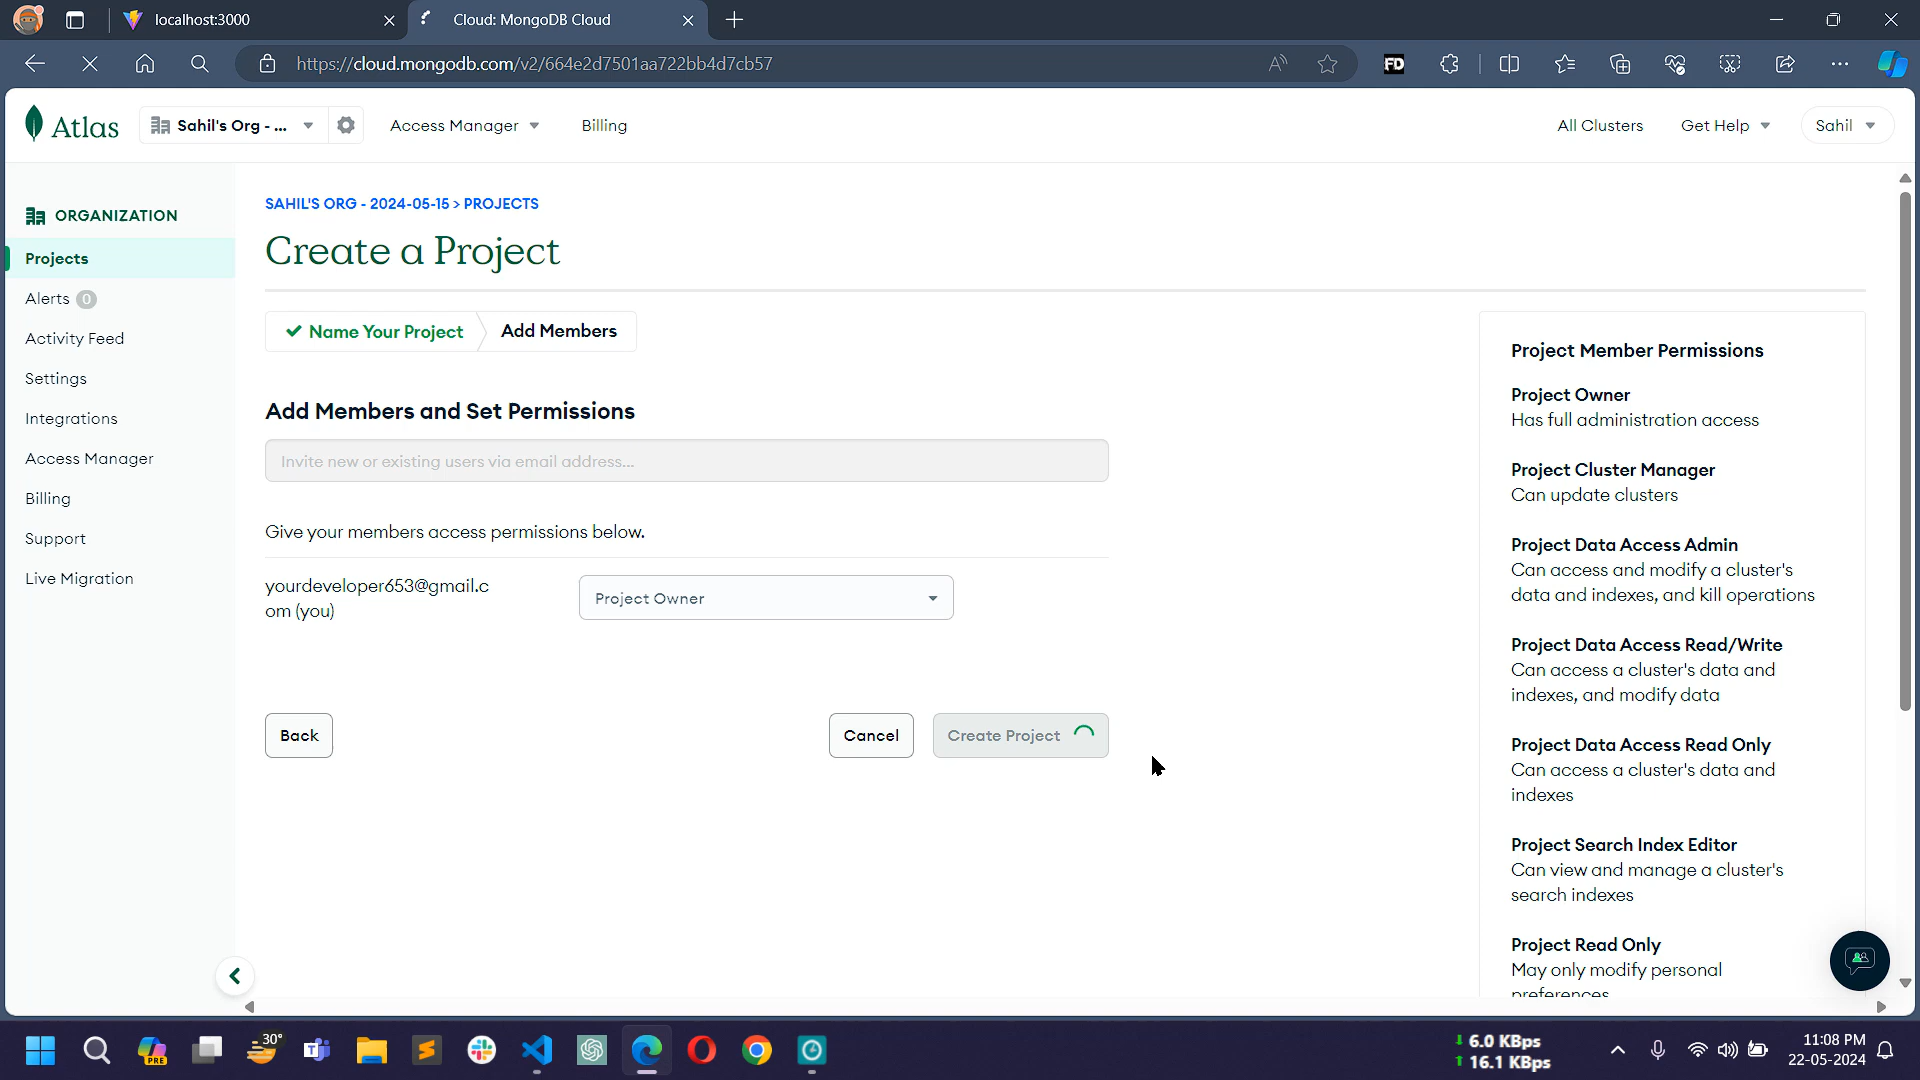 localhost:3000
Cloud: MongoDB Cloud
https://cloud.mongodb.com/v2/664e2d7501aa722bb4d7cb57
FD
Atlas
Sahil's Org - ...
Access Manager
Billing
All Clusters
Get Help
Sahil
ORGANIZATION
Projects
Alerts 0
Activity Feed
Settings
Integrations
Access Manager
Billing
Support
Live Migration
SAHIL'S ORG - 2024-05-15 > PROJECTS
Create a Project
Name Your Project
Add Members
Add Members and Set Permissions
Invite new or existing users via email address...
Give your members access permissions below.
yourdeveloper653@gmail.c
om (you)
Project Owner
Back
Cancel
Create Project
Project Member Permissions
Project Owner
Has full administration access
Project Cluster Manager
Can update clusters
Project Data Access Admin
Can access and modify a cluster's
data and indexes, and kill operations
Project Data Access Read/Write
Can access a cluster's data and
indexes, and modify data
Project Data Access Read Only
Can access a cluster's data and
indexes
Project Search Index Editor
Can view and manage a cluster's
search indexes
Project Read Only
May only modify personal
preferences
PRE
30°
6.0 KBps
16.1 KBps
11:08 PM
22-05-2024